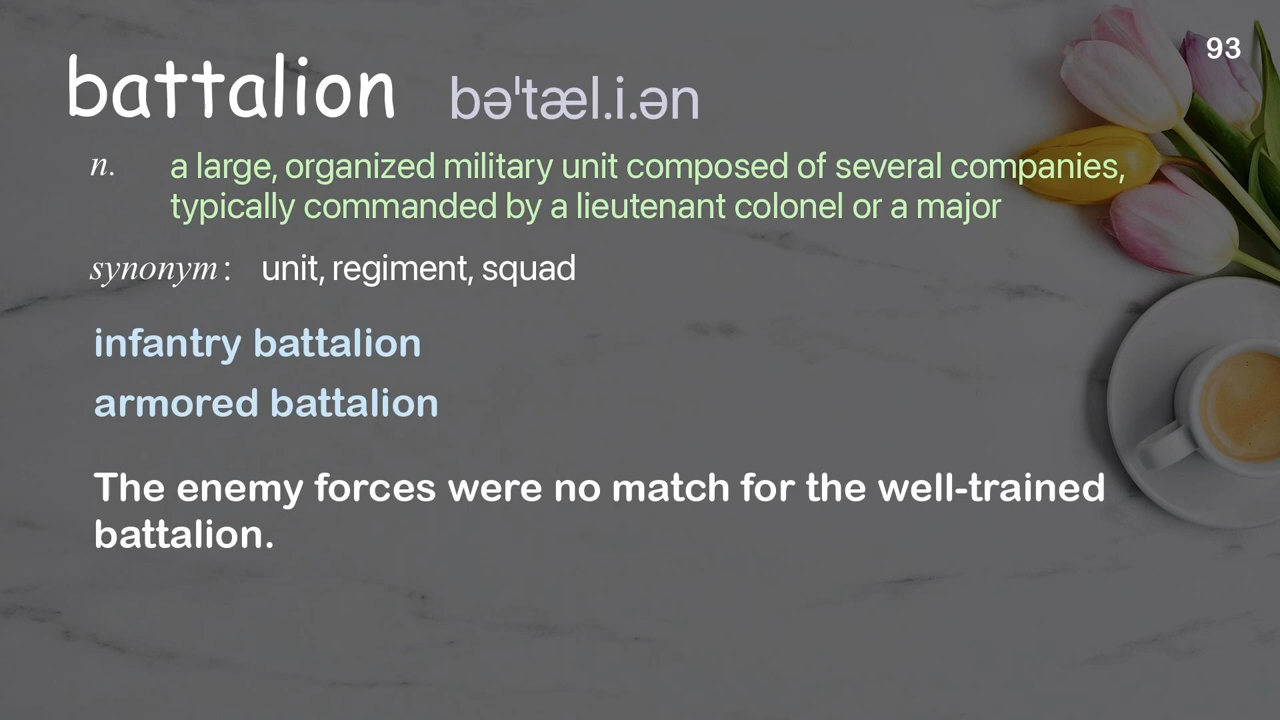 93
battalion bəˈtæl.i.ən
n. a large, organized military unit composed of several companies,
typically commanded by a lieutenant colonel or a major
synonym: unit, regiment, squad
infantry battalion
armored battalion
The enemy forces were no match for the well-trained
battalion.